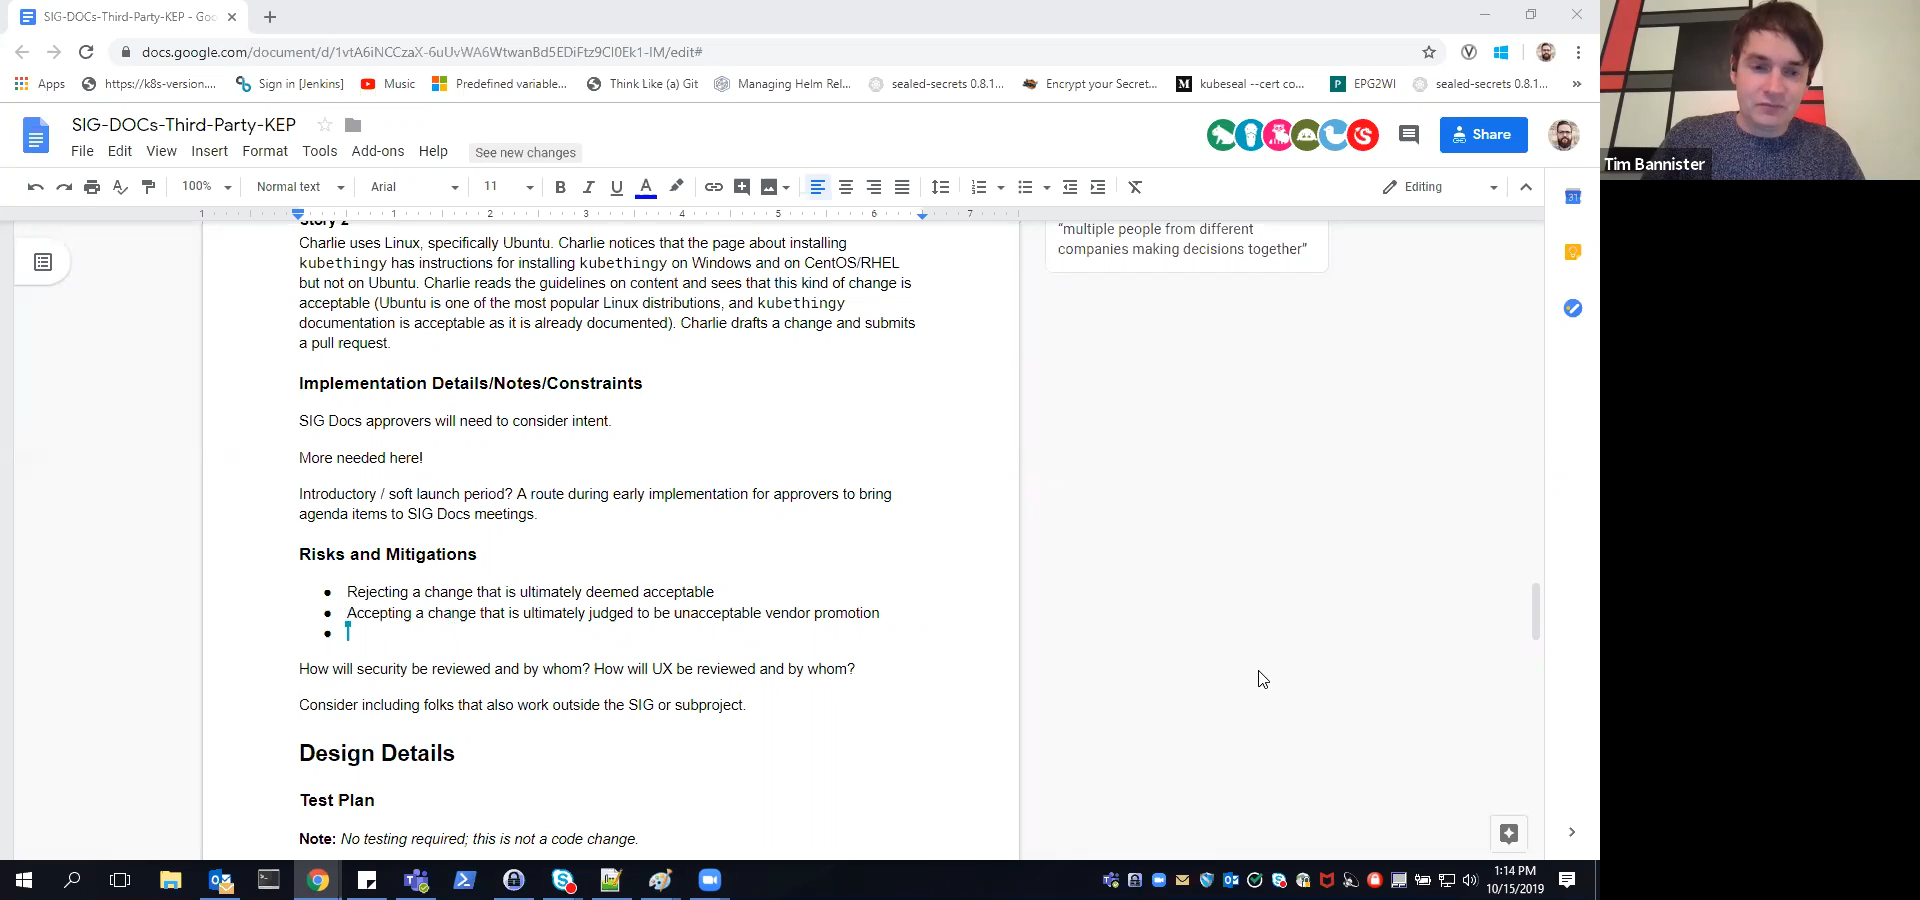 SIG-DOCs-Third-Party-KEP - Goo
docs.google.com/document/d/1vtA6iNCCzaX-6uUvWA6WtwanBd5EDiFtz9Cl0Ek1-IM/edit#
Apps https://k8s-version.... Sign in [Jenkins] Music Predefined variable... Think Like (a) Git Managing Helm Rel... sealed-secrets 0.8.1... Encrypt your Secret... kubeseal --cert co... EPG2WI sealed-secrets 0.8.1... »
SIG-DOCs-Third-Party-KEP
Share
File Edit View Insert Format Tools Add-ons Help See new changes
100% Normal text Arial 11 B I U A Editing
1 1 2 3 4 5 6 7
Story 2
Charlie uses Linux, specifically Ubuntu. Charlie notices that the page about installing
kubethingy has instructions for installing kubethingy on Windows and on CentOS/RHEL
but not on Ubuntu. Charlie reads the guidelines on content and sees that this kind of change is
acceptable (Ubuntu is one of the most popular Linux distributions, and kubethingy
documentation is acceptable as it is already documented). Charlie drafts a change and submits
a pull request.
Implementation Details/Notes/Constraints
SIG Docs approvers will need to consider intent.
More needed here!
Introductory / soft launch period? A route during early implementation for approvers to bring
agenda items to SIG Docs meetings.
Risks and Mitigations
● Rejecting a change that is ultimately deemed acceptable
● Accepting a change that is ultimately judged to be unacceptable vendor promotion
●
How will security be reviewed and by whom? How will UX be reviewed and by whom?
Consider including folks that also work outside the SIG or subproject.
Design Details
Test Plan
Note: No testing required; this is not a code change.
“multiple people from different
companies making decisions together”
31
Tim Bannister
1:14 PM
10/15/2019